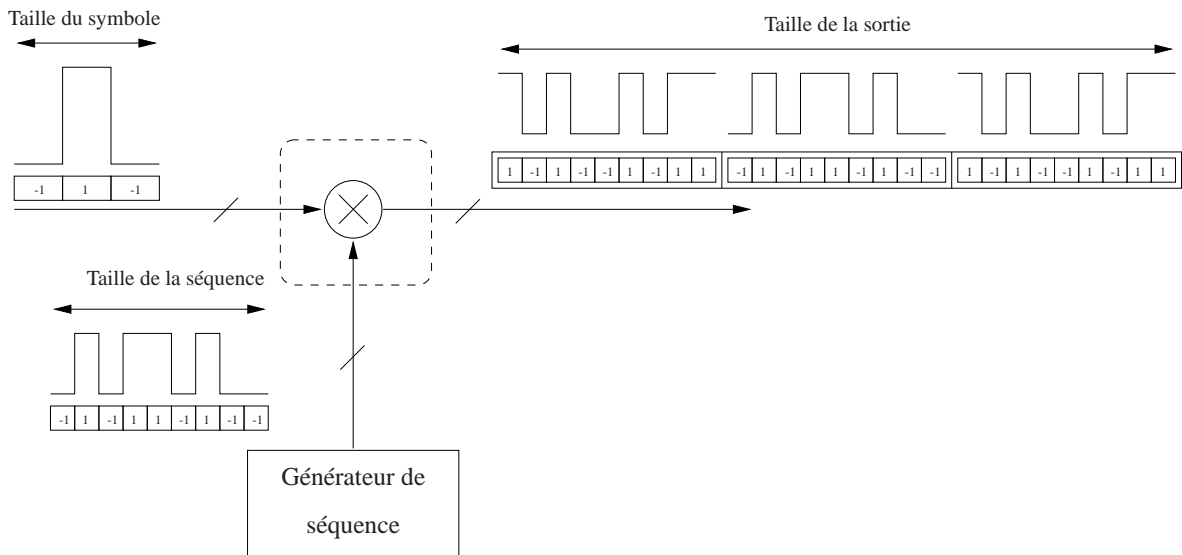 Taille du symbole
Taille de la sortie
-1 1 -1
1 -1 1 -1 -1 1 -1 1 1
-1 1 -1 1 1 -1 1 -1 -1
1 -1 1 -1 -1 1 -1 1 1
Taille de la séquence
-1 1 -1 1 1 -1 1 -1 -1
Générateur de
séquence